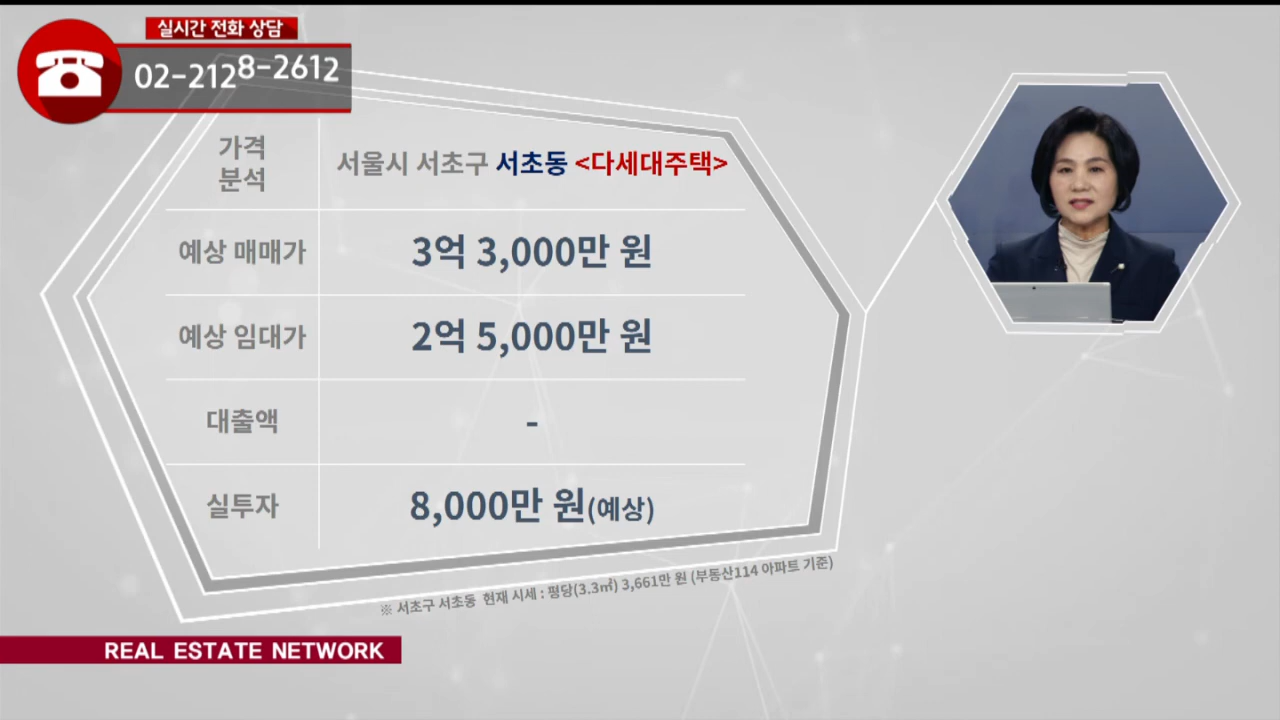 실시간 전화 상담
02-2128-2612
가격
분석
서울시 서초구 서초동 <다세대주택>
예상 매매가
3억 3,000만 원
예상 임대가
2억 5,000만 원
대출액
-
실투자
8,000만 원(예상)
※ 서초구 서초동 현재 시세 : 평당(3.3㎡) 3,661만 원 (부동산114 아파트 기준)
REAL ESTATE NETWORK